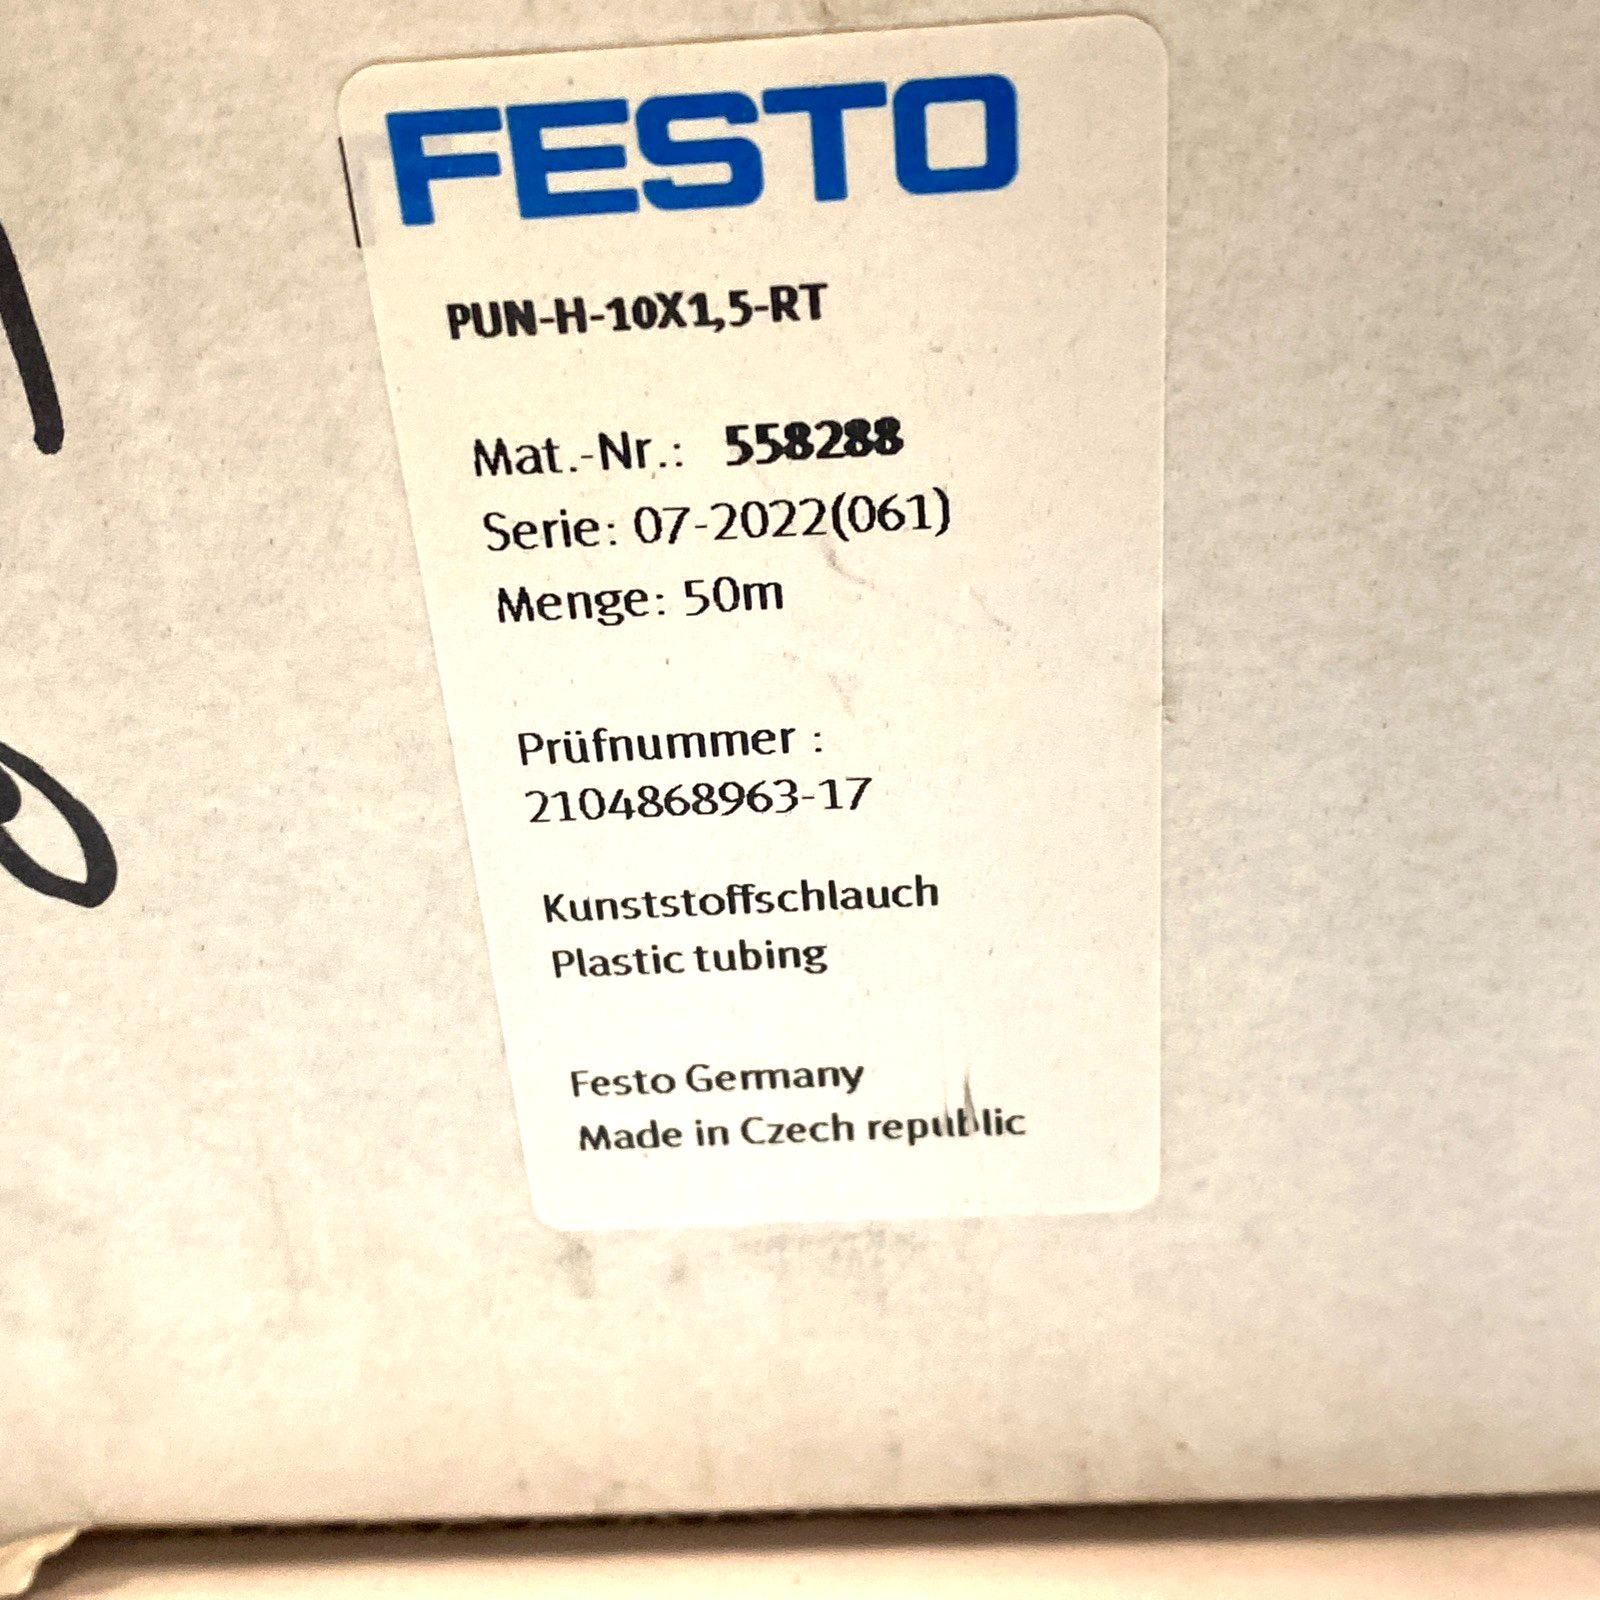 FESTO
PUN-H-10X1,5-RT
Mat.-Nr.: 558288
Serie: 07-2022(061)
Menge: 50m
Prüfnummer :
2104868963-17
Kunststoffschlauch
Plastic tubing
Festo Germany
Made in Czech republic